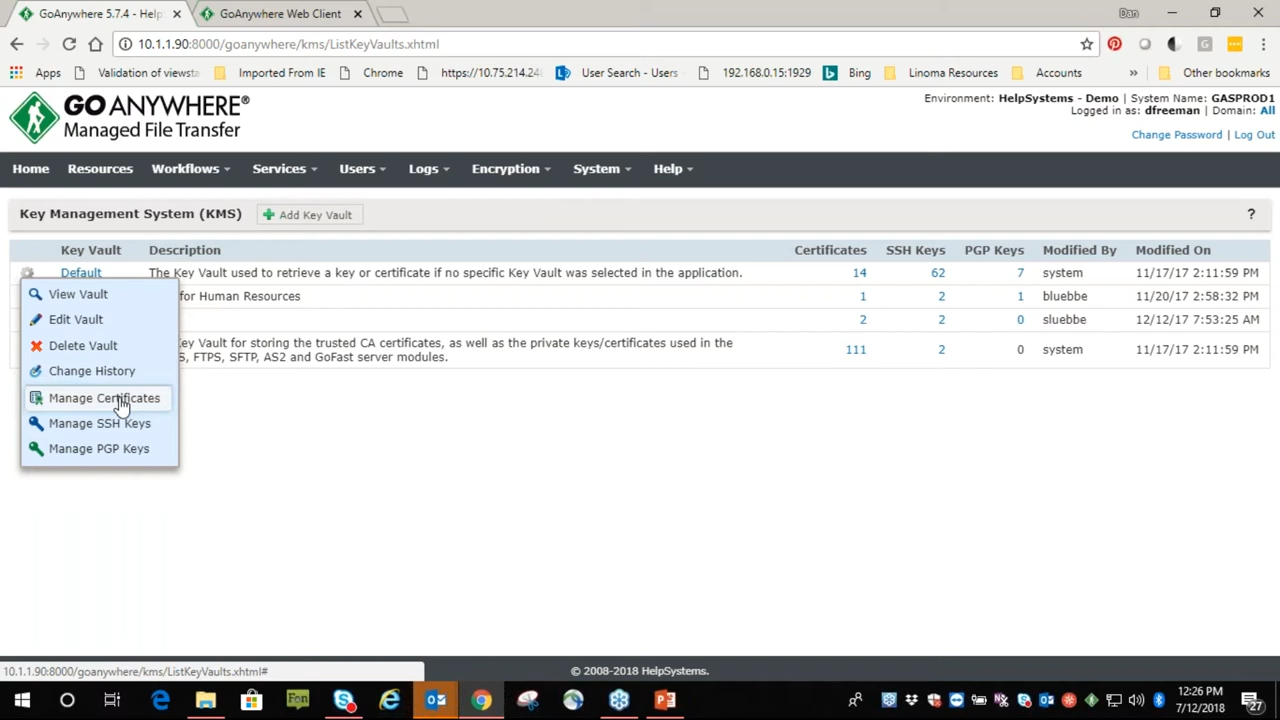 GoAnywhere 5.7.4 - Help
GoAnywhere Web Client
Dan
10.1.1.90:8000/goanywhere/kms/ListKeyVaults.xhtml
Apps
Validation of viewsta
Imported From IE
Chrome
https://10.75.214.24
User Search - Users
192.168.0.15:1929
Bing
Linoma Resources
Accounts
»
Other bookmarks
GO ANYWHERE®
Managed File Transfer
Environment: HelpSystems - Demo | System Name: GASPROD1
Logged in as: dfreeman | Domain: All
Change Password | Log Out
Home Resources Workflows Services Users Logs Encryption System Help
Key Management System (KMS)
Add Key Vault
?
Key Vault Description Certificates SSH Keys PGP Keys Modified By Modified On
Default The Key Vault used to retrieve a key or certificate if no specific Key Vault was selected in the application. 14 62 7 system 11/17/17 2:11:59 PM
for Human Resources 1 2 1 bluebbe 11/20/17 2:58:32 PM
2 2 0 sluebbe 12/12/17 7:53:25 AM
Key Vault for storing the trusted CA certificates, as well as the private keys/certificates used in the
S, FTPS, SFTP, AS2 and GoFast server modules. 111 2 0 system 11/17/17 2:11:59 PM
View Vault
Edit Vault
Delete Vault
Change History
Manage Certificates
Manage SSH Keys
Manage PGP Keys
10.1.1.90:8000/goanywhere/kms/ListKeyVaults.xhtml#
© 2008-2018 HelpSystems.
12:26 PM
7/12/2018
27